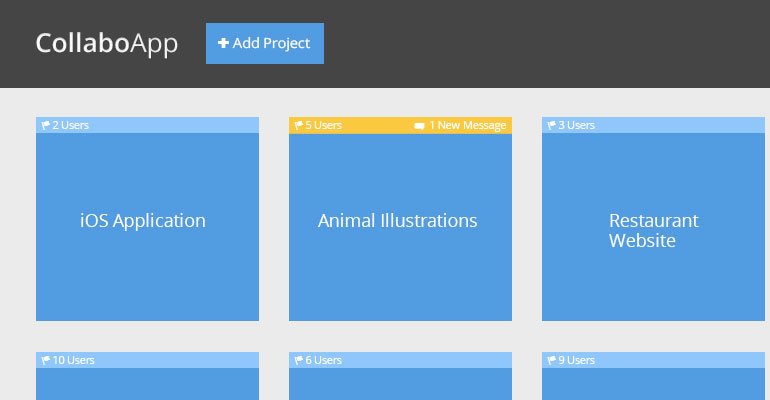 CollaboApp
Add Project
2 Users
5 Users
1 New Message
3 Users
iOS Application
Animal Illustrations
Restaurant
Website
10 Users
6 Users
9 Users